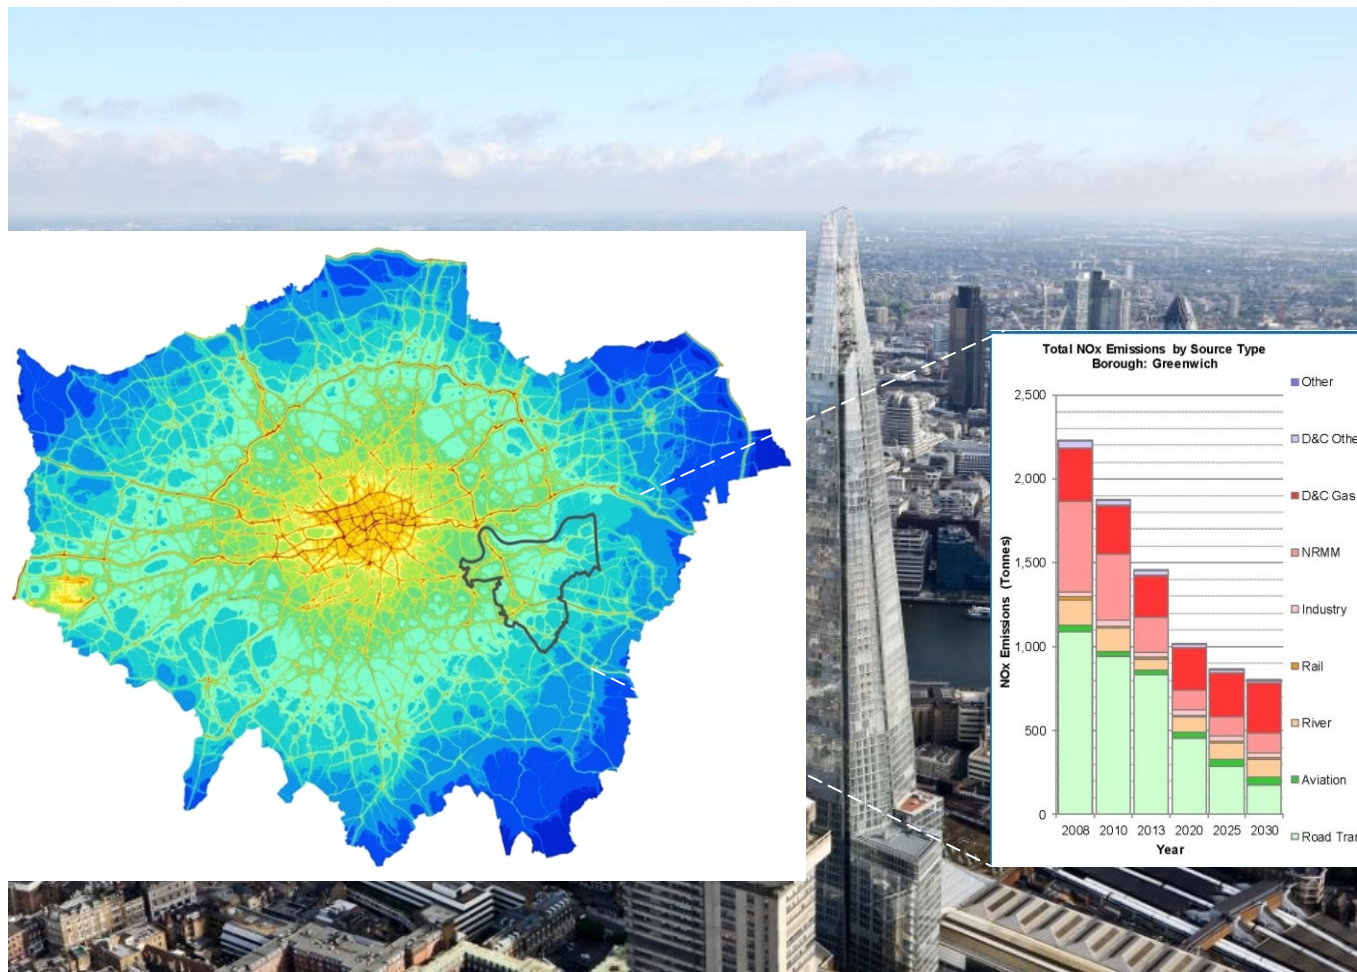 Total NOx Emissions by Source Type
Borough: Greenwich
NOx Emissions (Tonnes)
2,500
2,000
1,500
1,000
500
0
2008 2010 2013 2020 2025 2030
Year
Other
D&C Othe
D&C Gas
NRMM
Industry
Rail
River
Aviation
Road Tran